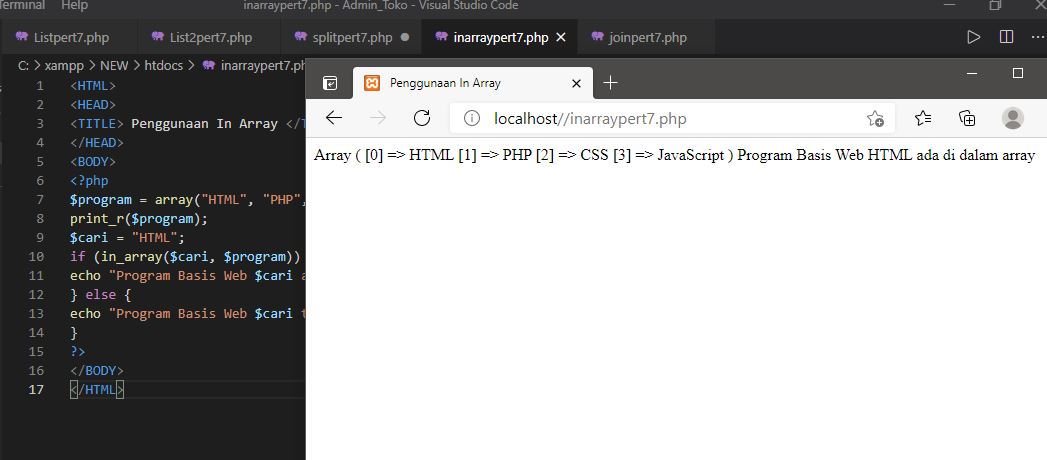 Terminal Help inarraypert7.php - Admin_Toko - Visual Studio Code
Listpert7.php List2pert7.php splitpert7.php inarraypert7.php joinpert7.php
C: > xampp > NEW > htdocs > inarraypert7.ph
1 <HTML>
2 <HEAD>
3 <TITLE> Penggunaan In Array </T
4 </HEAD>
5 <BODY>
6 <?php
7 $program = array("HTML", "PHP",
8 print_r($program);
9 $cari = "HTML";
10 if (in_array($cari, $program))
11 echo "Program Basis Web $cari a
12 } else {
13 echo "Program Basis Web $cari t
14 }
15 ?>
16 </BODY>
17 </HTML>
Penggunaan In Array
localhost//inarraypert7.php
Array ( [0] => HTML [1] => PHP [2] => CSS [3] => JavaScript ) Program Basis Web HTML ada di dalam array